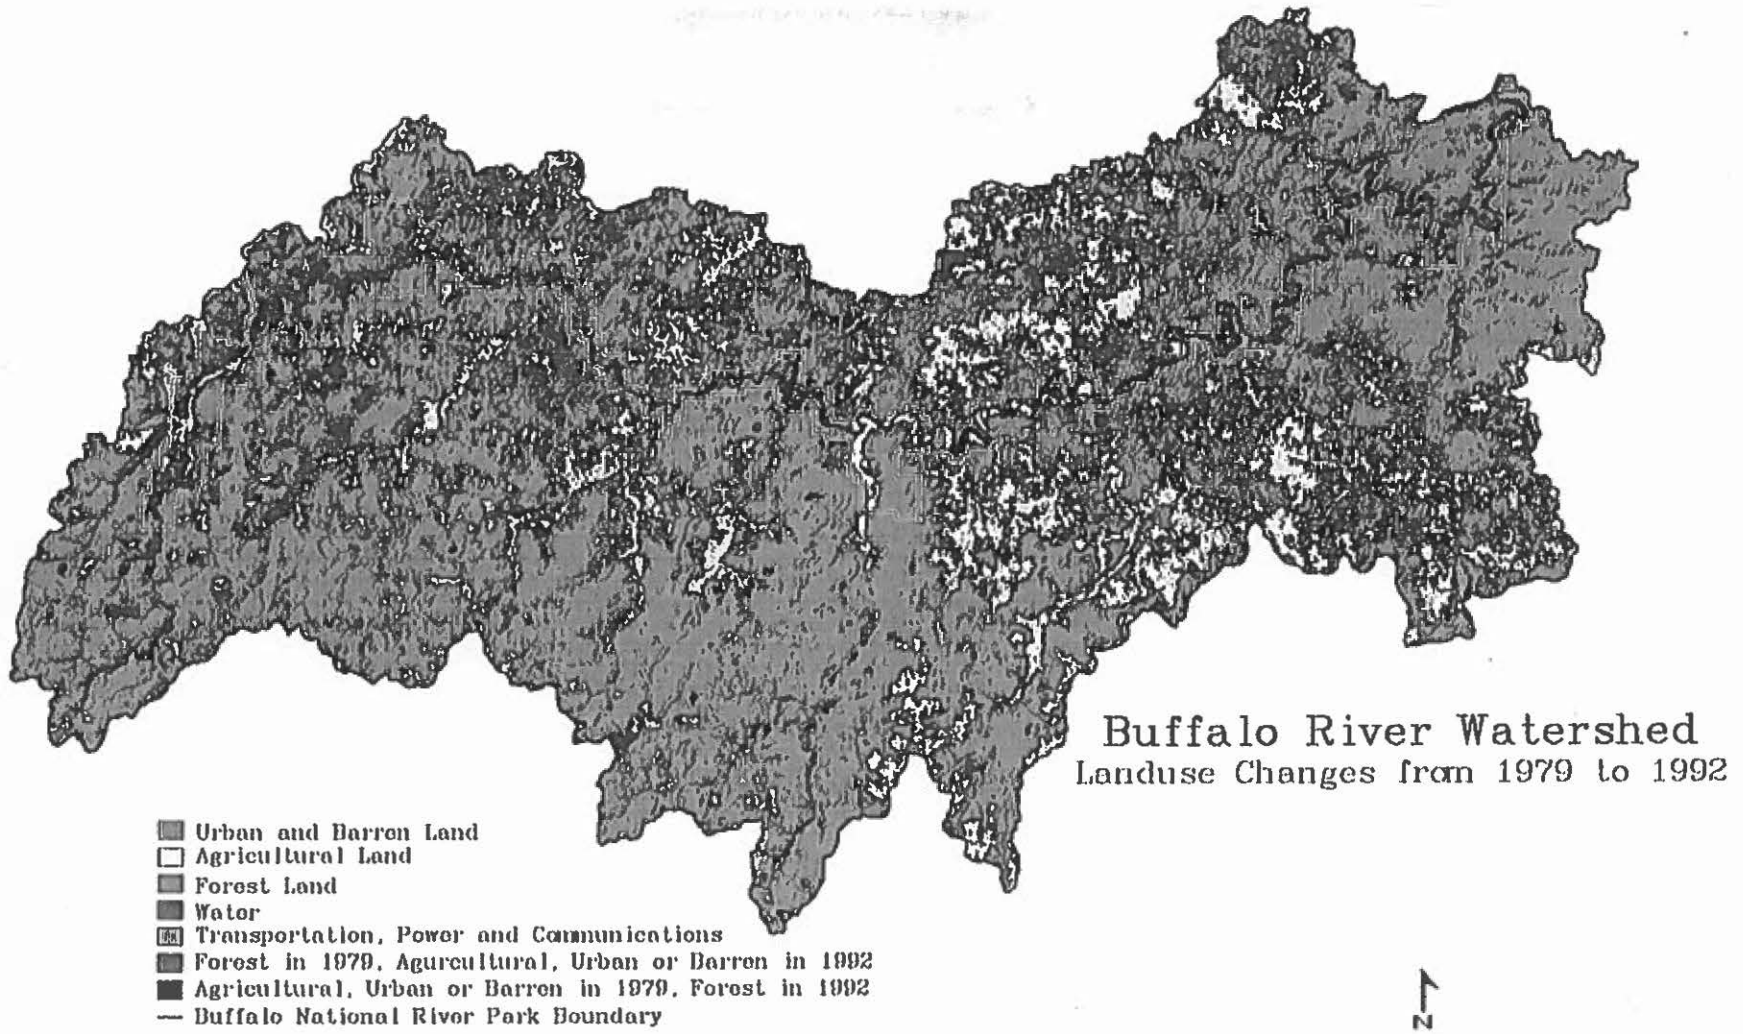 Buffalo River Watershed
Landuse Changes from 1979 to 1992
Urban and Barren Land
Agricultural Land
Forest Land
Water
Transportation, Power and Communications
Forest in 1979, Agurcultural, Urban or Barren in 1992
Agricultural, Urban or Barren in 1979, Forest in 1992
Buffalo National River Park Boundary
N